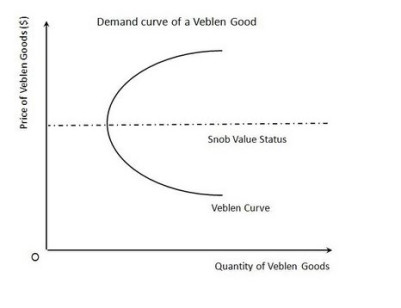 Demand curve of a Veblen Good
Price of Veblen Goods ($)
Snob Value Status
Veblen Curve
O
Quantity of Veblen Goods